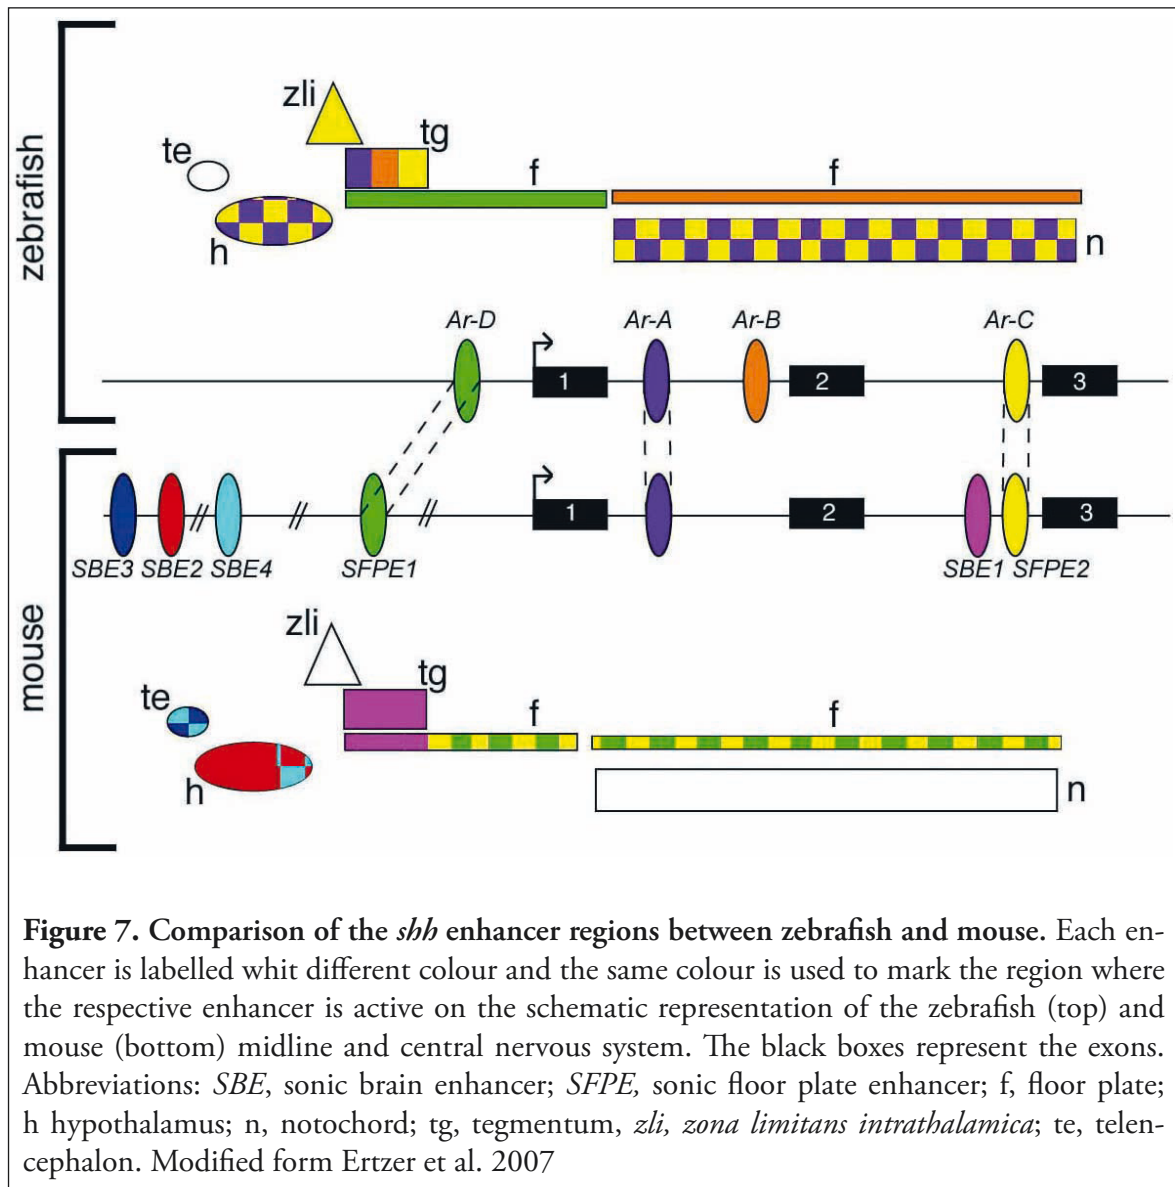 zebrafish
zli
te
tg
f
f
h
n
Ar-D
Ar-A
Ar-B
Ar-C
1
2
3
mouse
1
2
3
SBE3
SBE2
SBE4
SFPE1
SBE1
SFPE2
zli
te
tg
f
f
h
n
Figure 7. Comparison of the shh enhancer regions between zebrafish and mouse. Each en-
hancer is labelled whit different colour and the same colour is used to mark the region where
the respective enhancer is active on the schematic representation of the zebrafish (top) and
mouse (bottom) midline and central nervous system. The black boxes represent the exons.
Abbreviations: SBE, sonic brain enhancer; SFPE, sonic floor plate enhancer; f, floor plate;
h hypothalamus; n, notochord; tg, tegmentum, zli, zona limitans intrathalamica; te, telen-
cephalon. Modified form Ertzer et al. 2007